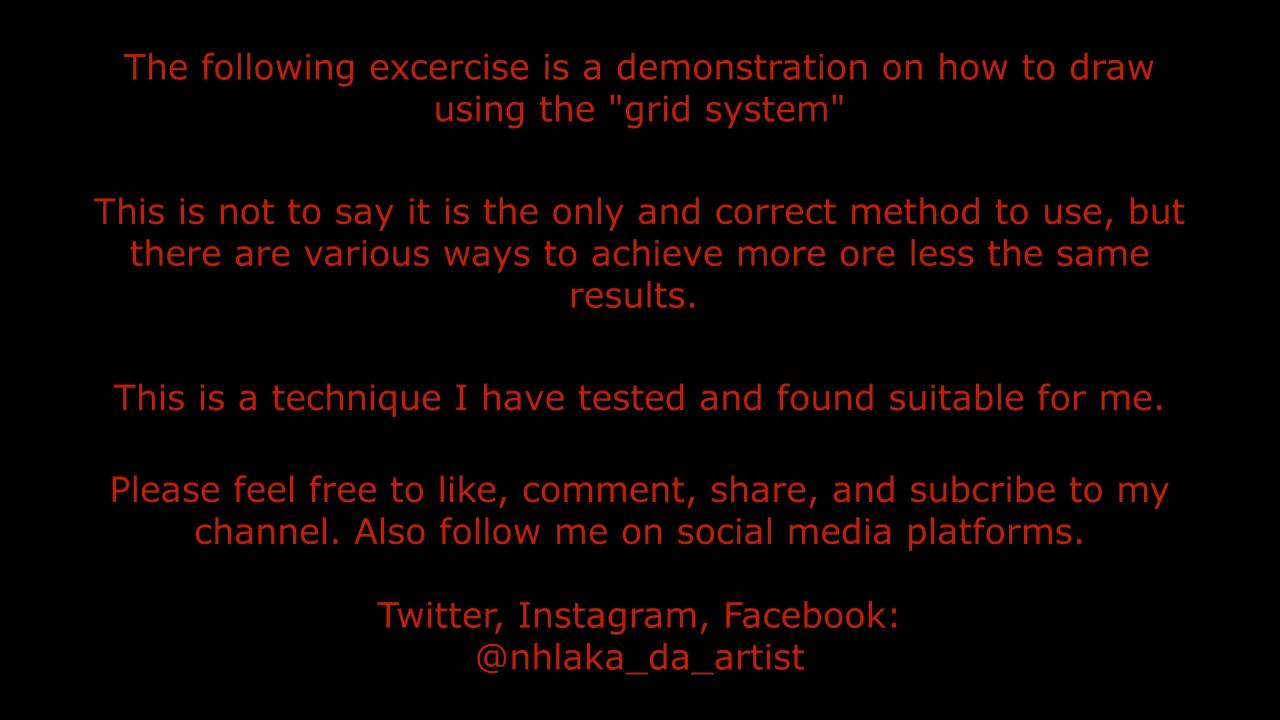 The following excercise is a demonstration on how to draw
using the "grid system"
This is not to say it is the only and correct method to use, but
there are various ways to achieve more ore less the same
results.
This is a technique I have tested and found suitable for me.
Please feel free to like, comment, share, and subcribe to my
channel. Also follow me on social media platforms.
Twitter, Instagram, Facebook:
@nhlaka_da_artist